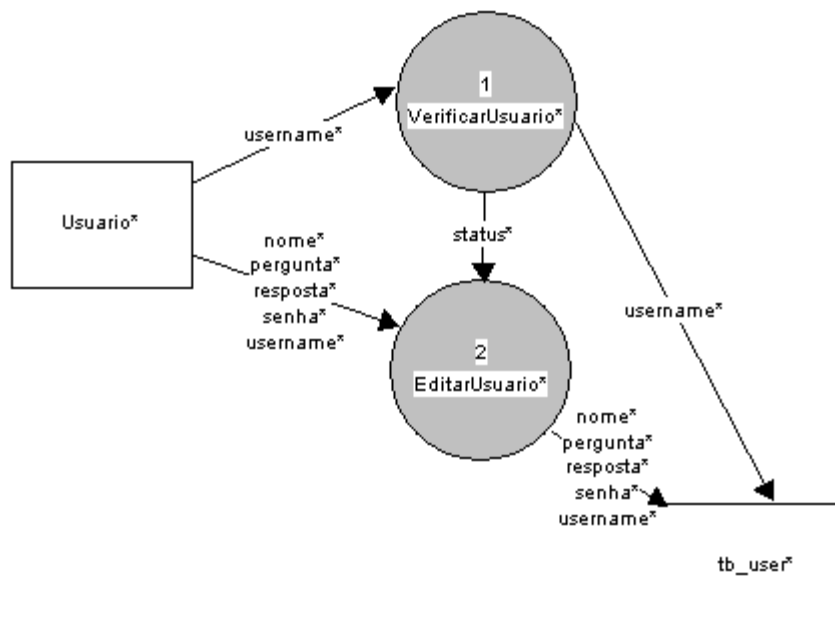 1
VerificarUsuario*
username*
Usuario*
status*
nome*
pergunta*
resposta*
senha*
username*
username*
2
EditarUsuario*
nome*
pergunta*
resposta*
senha*
username*
tb_user*